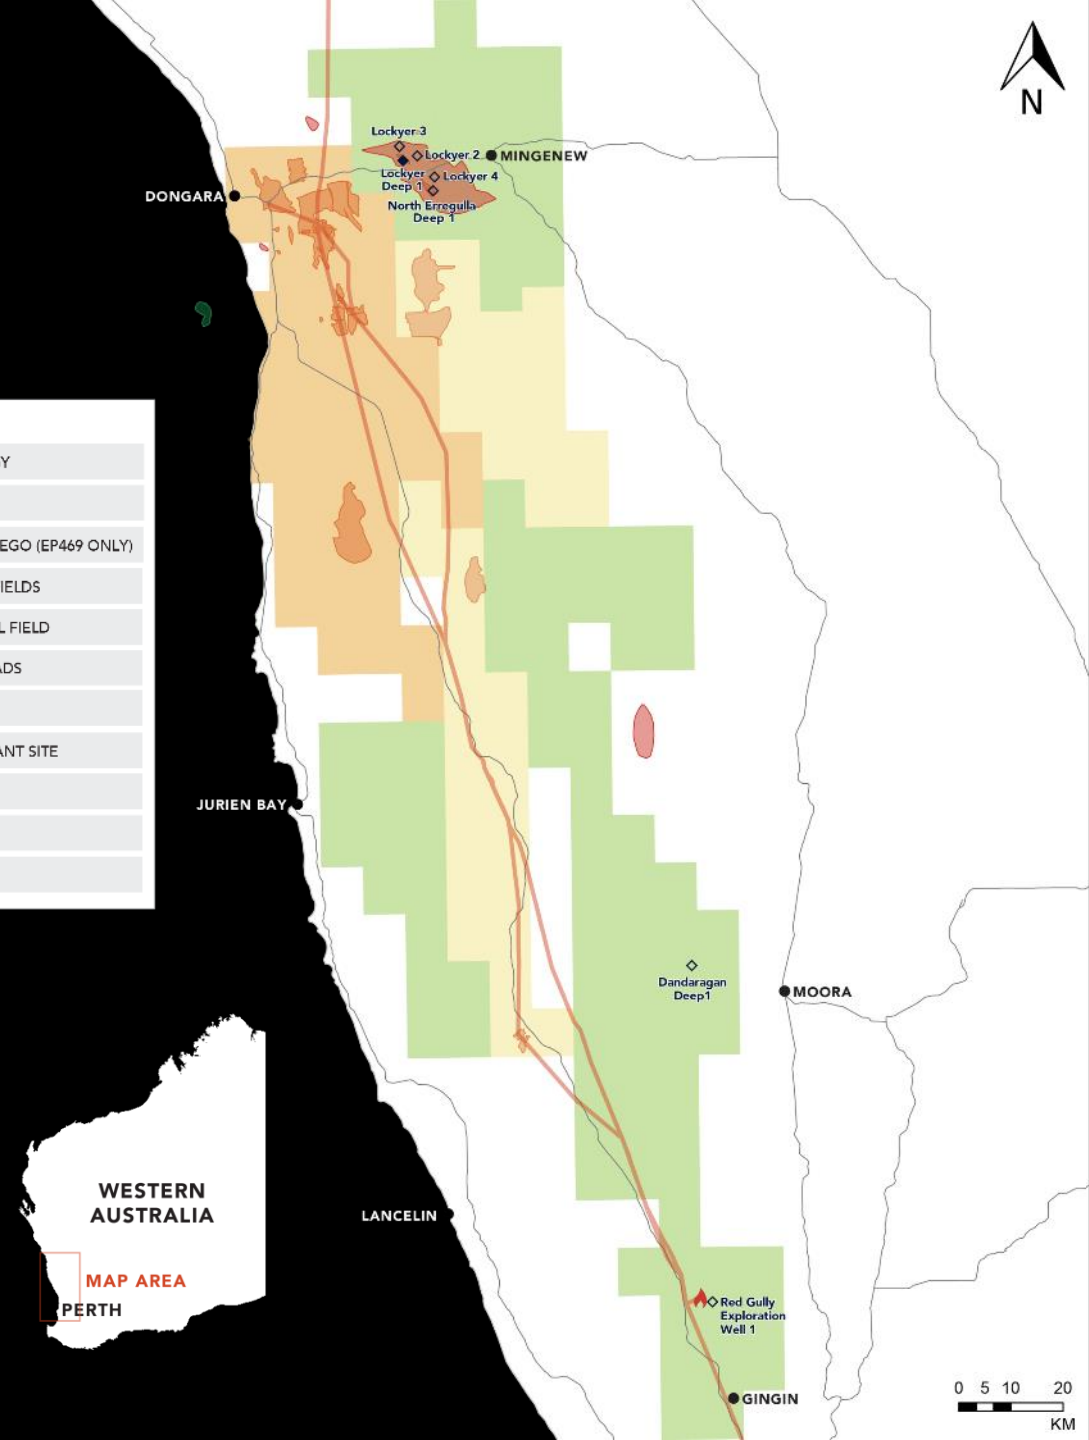 N
Lockyer 3
Lockyer 2
MINGENEW
Lockyer
Deep 1
Lockyer 4
DONGARA
North Erregulla
Deep 1
Y
EGO (EP469 ONLY)
IELDS
L FIELD
ADS
ANT SITE
JURIEN BAY
Dandaragan
Deep1
MOORA
WESTERN
AUSTRALIA
LANCELIN
MAP AREA
PERTH
Red Gully
Exploration
Well 1
GINGIN
0 5 10 20
KM